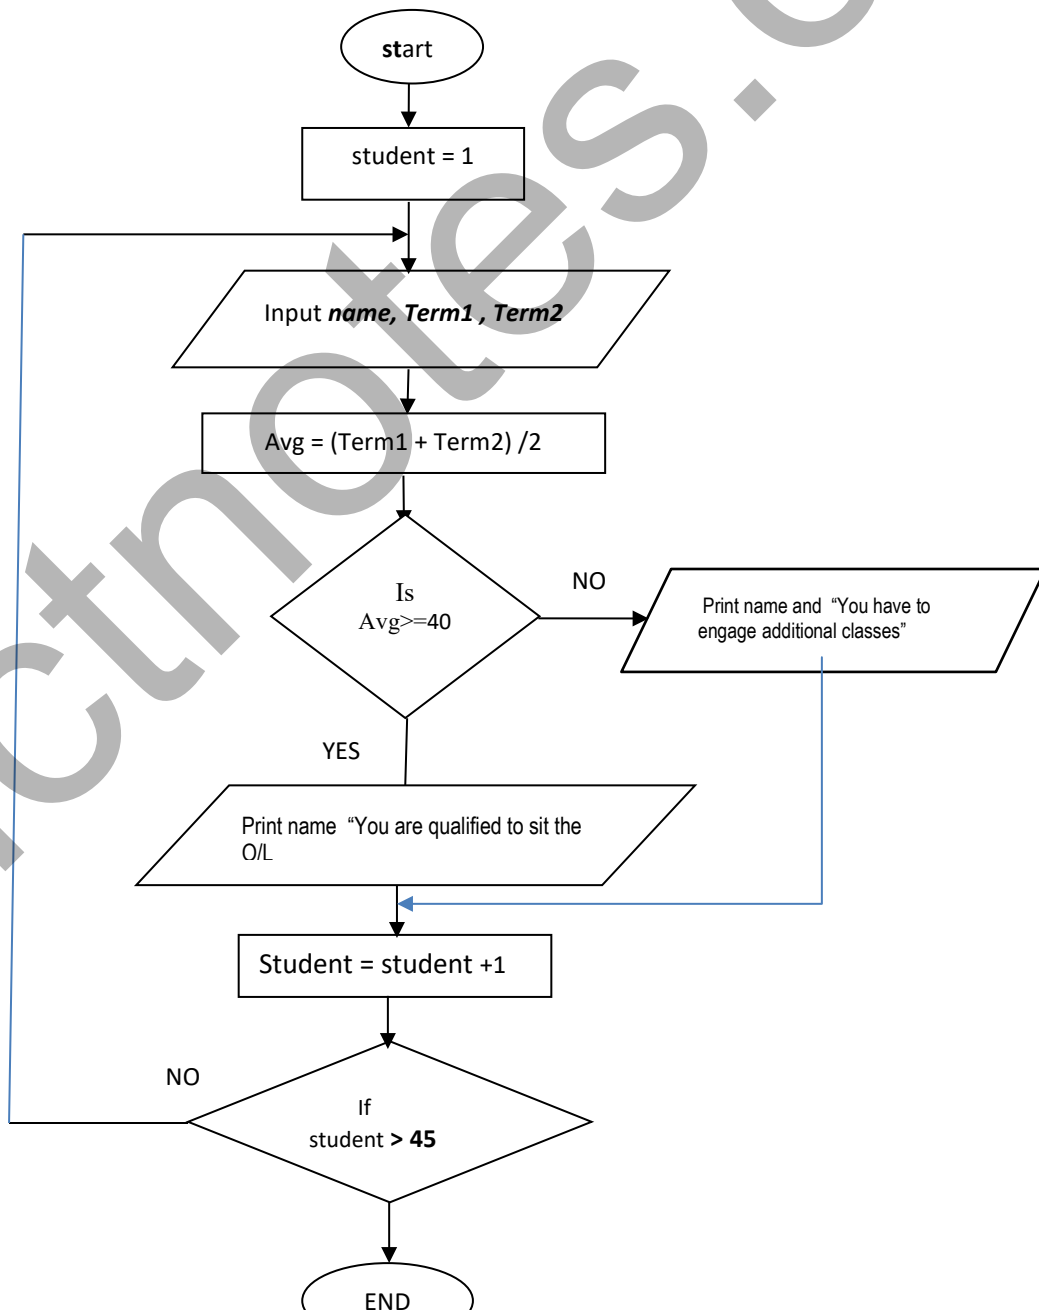 start
student = 1
Input name, Term1 , Term2
Avg = (Term1 + Term2) /2
Is
Avg>=40
NO
Print name and “You have to
engage additional classes”
YES
Print name “You are qualified to sit the
O/L
Student = student +1
NO
If
student > 45
END
ctnotes.